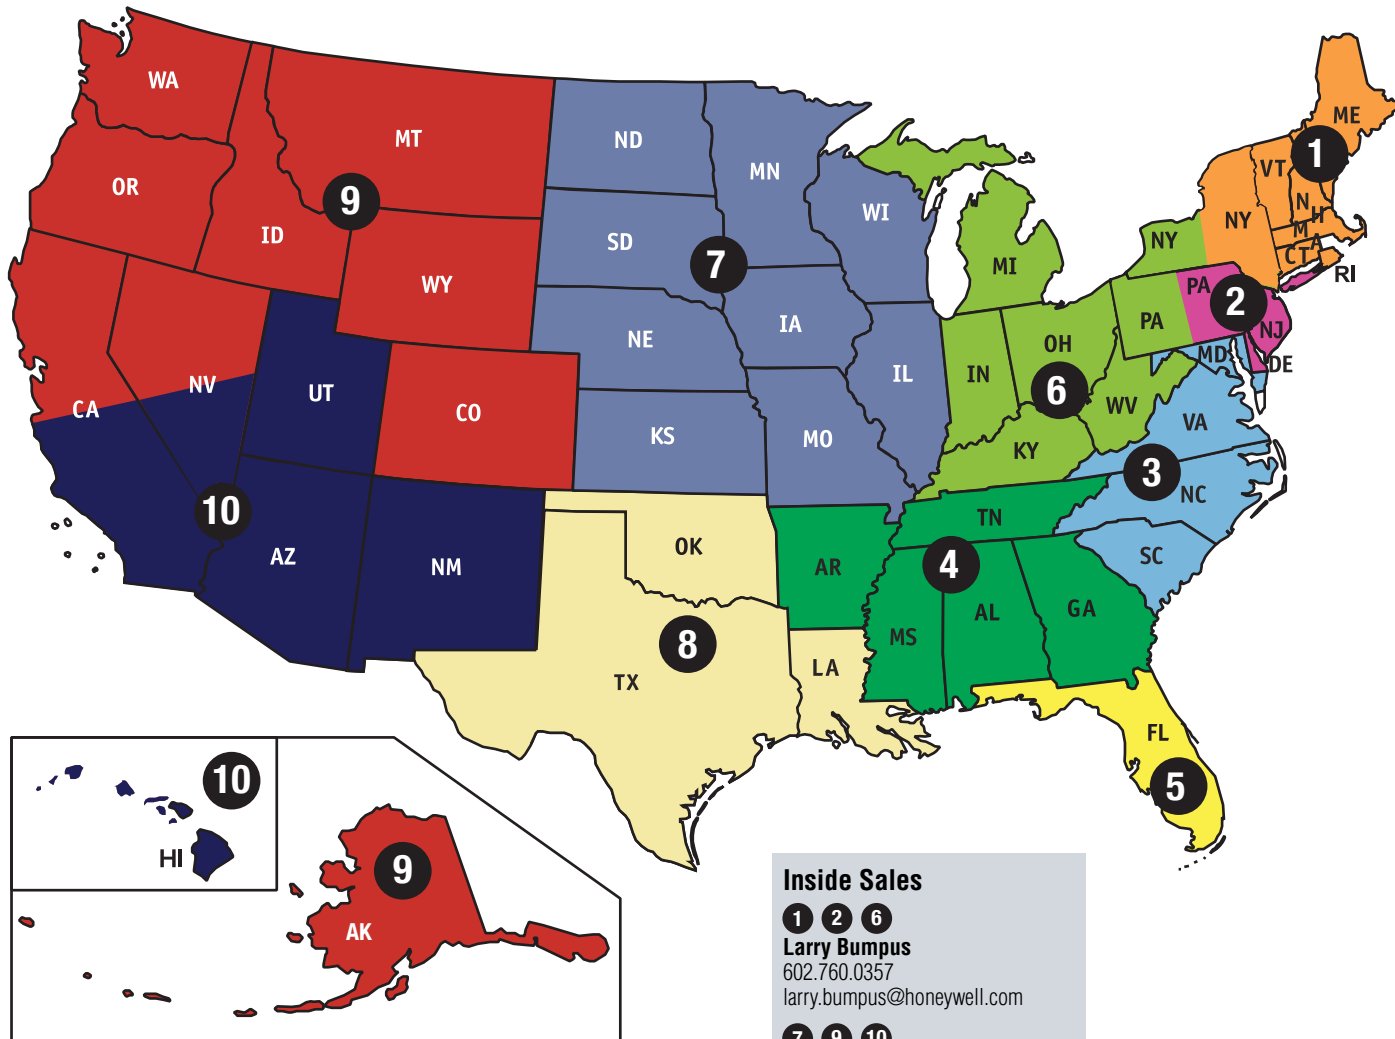 WA
OR
MT
ID
9
WY
CA
NV
UT
CO
10
AZ
NM
ND
SD
7
MN
WI
NE
IA
IL
KS
MO
OK
TX
8
LA
AR
TN
4
MS
AL
GA
MI
IN
OH
6
KY
WV
NY
PA
NY
VT
1
ME
N
H
M
A
CT
RI
PA
2
NJ
MD
DE
VA
3
NC
SC
FL
5
10
HI
9
AK
Inside Sales
1 2 6
Larry Bumpus
602.760.0357
larry.bumpus@honeywell.com
7 9 10